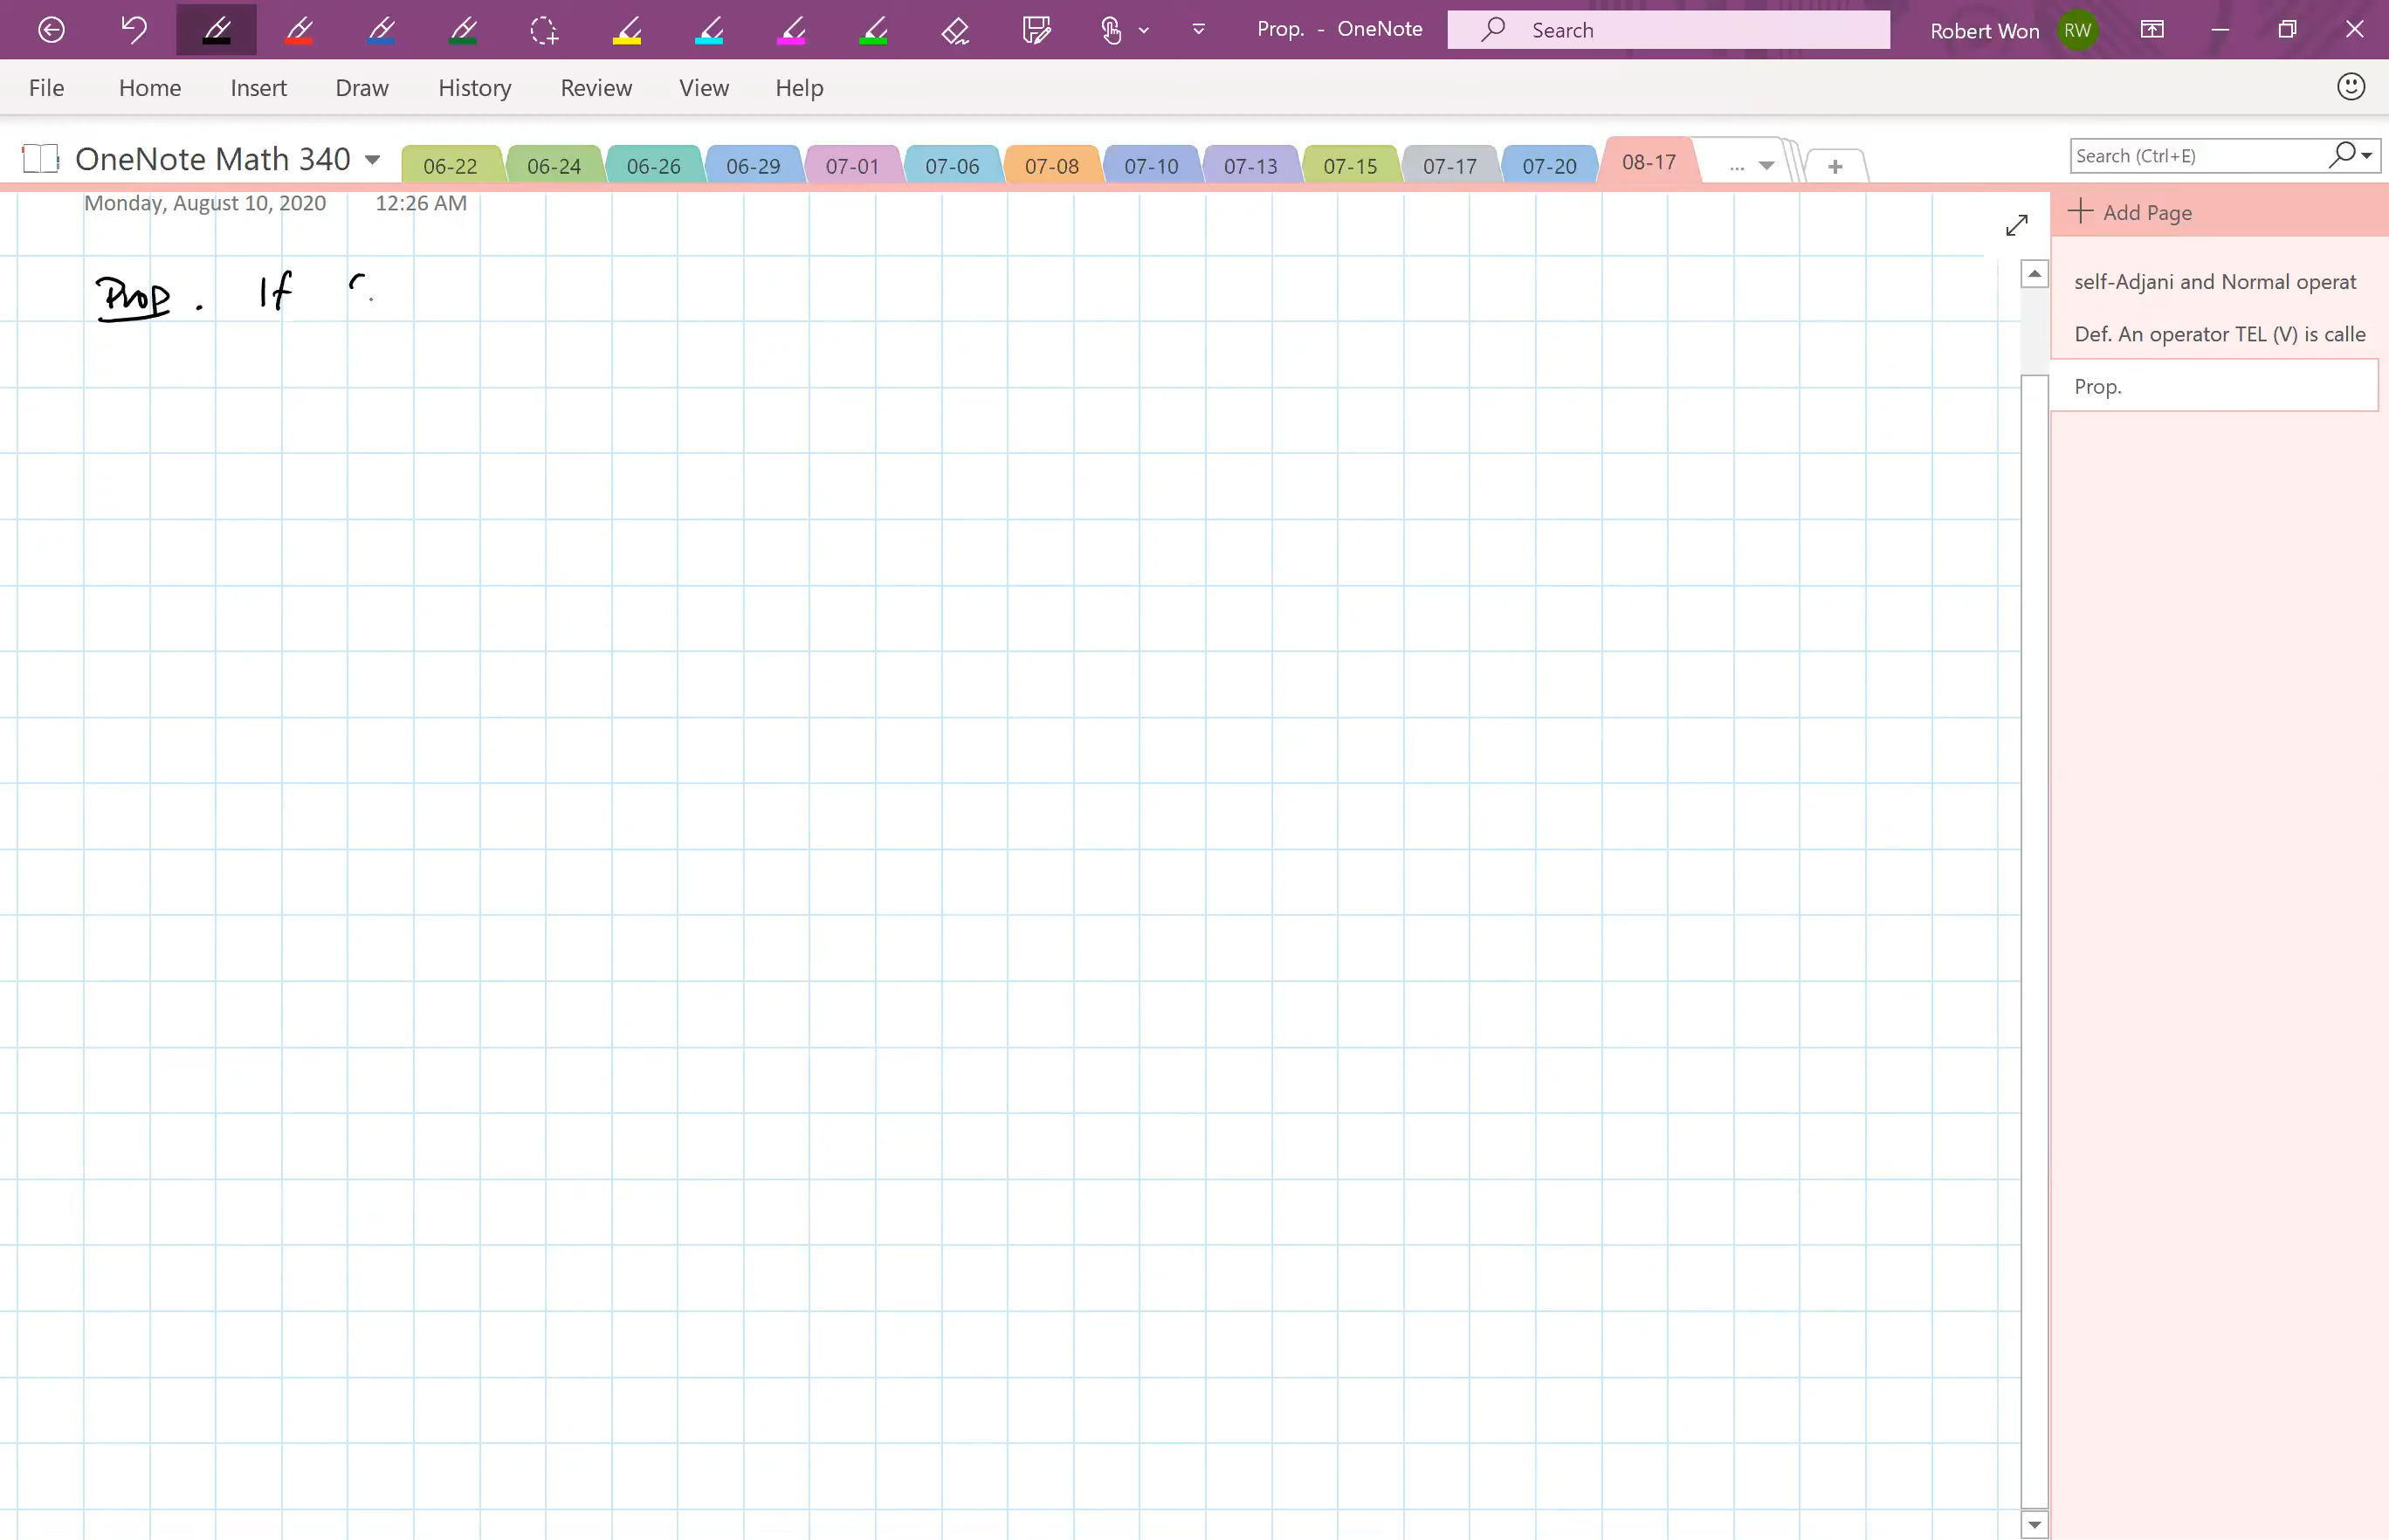 Prop. - OneNote
Search
Robert Won
RW
File Home Insert Draw History Review View Help
OneNote Math 340
06-22 06-24 06-26 06-29 07-01 07-06 07-08 07-10 07-13 07-15 07-17 07-20 08-17 ... +
Search (Ctrl+E)
Monday, August 10, 2020 12:26 AM
Add Page
Prop. If
self-Adjani and Normal operat
Def. An operator TEL (V) is calle
Prop.